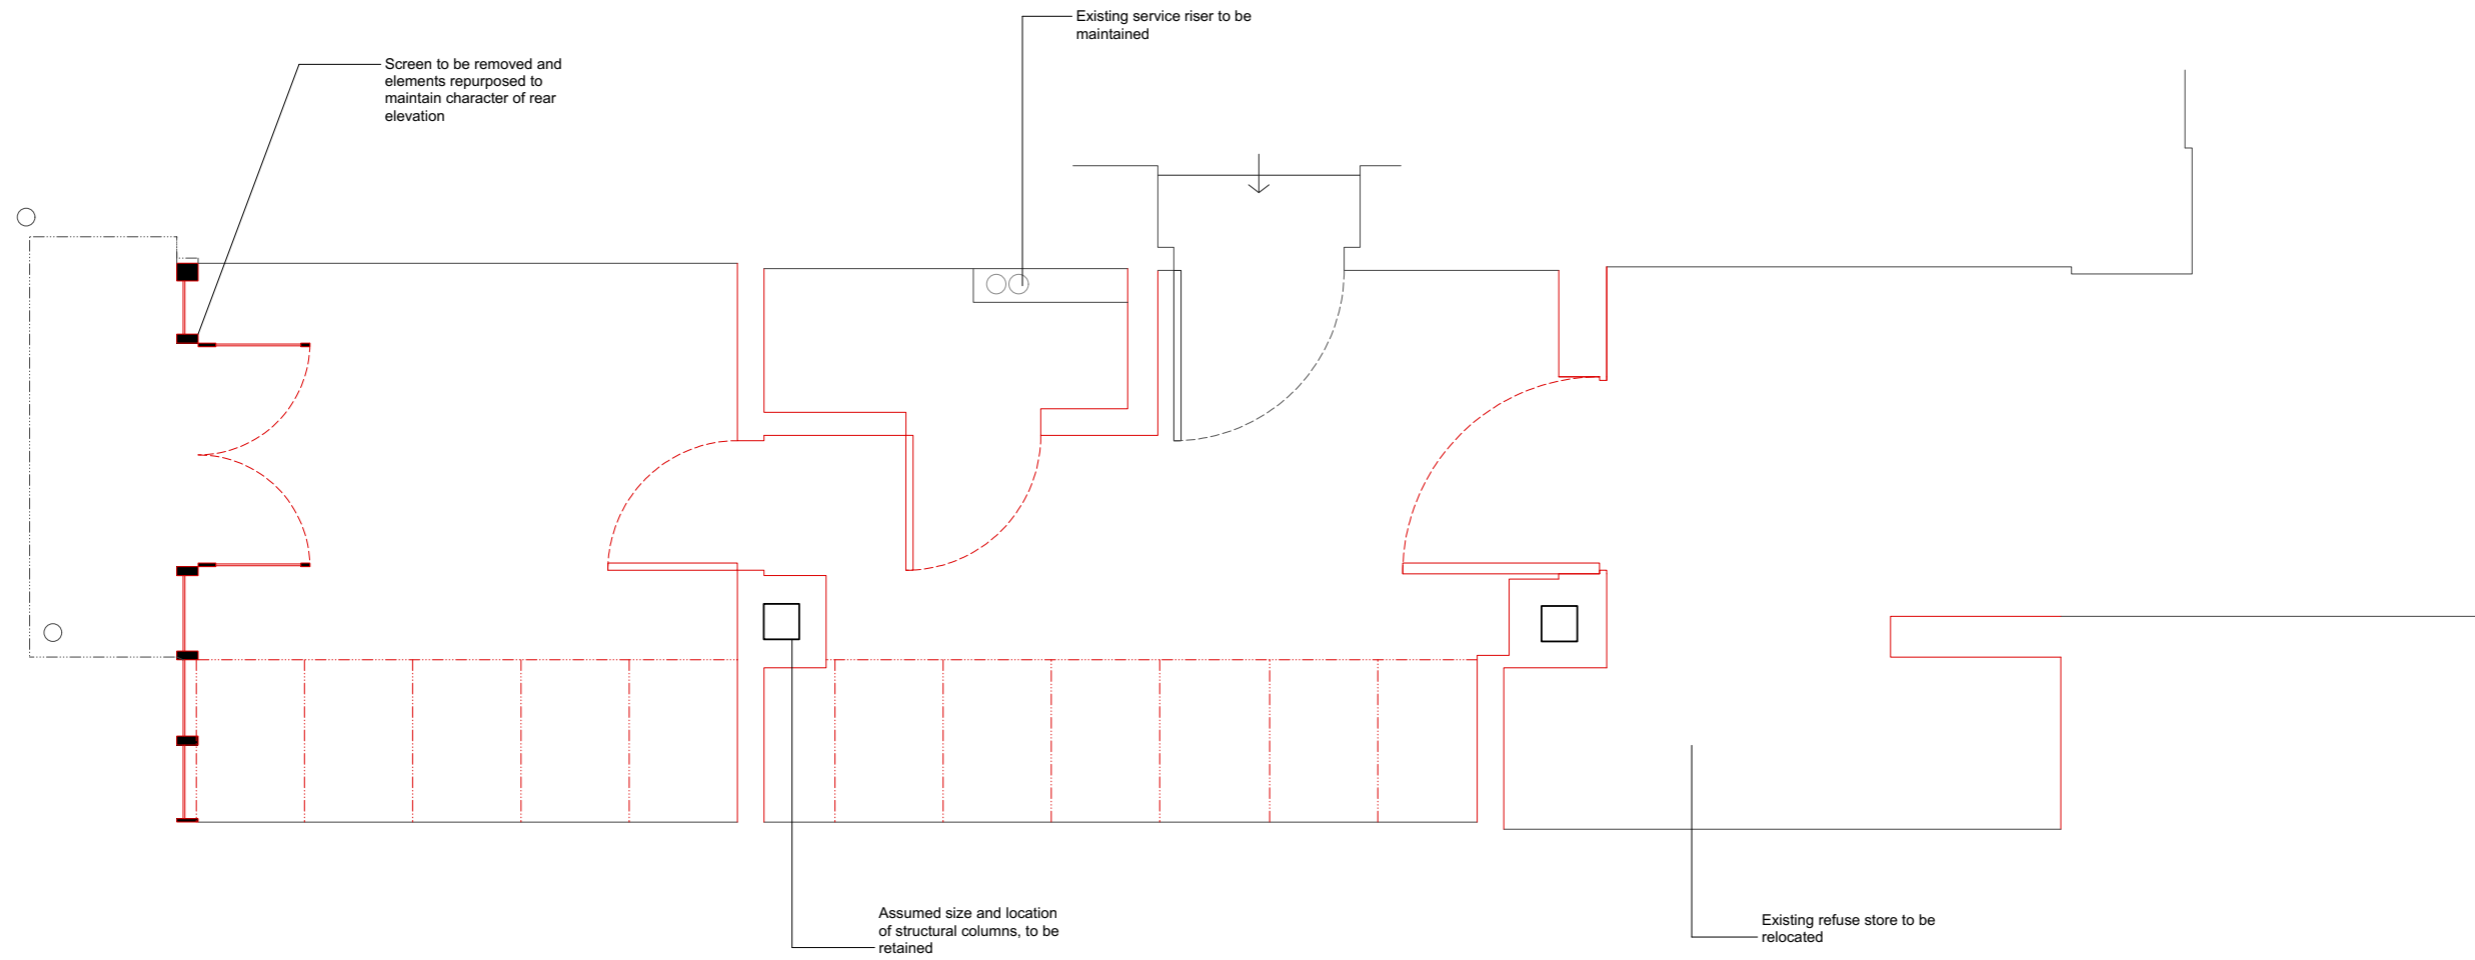 Existing service riser to be
maintained
Screen to be removed and
elements repurposed to
maintain character of rear
elevation
Assumed size and location
of structural columns, to be
retained
Existing refuse store to be
relocated